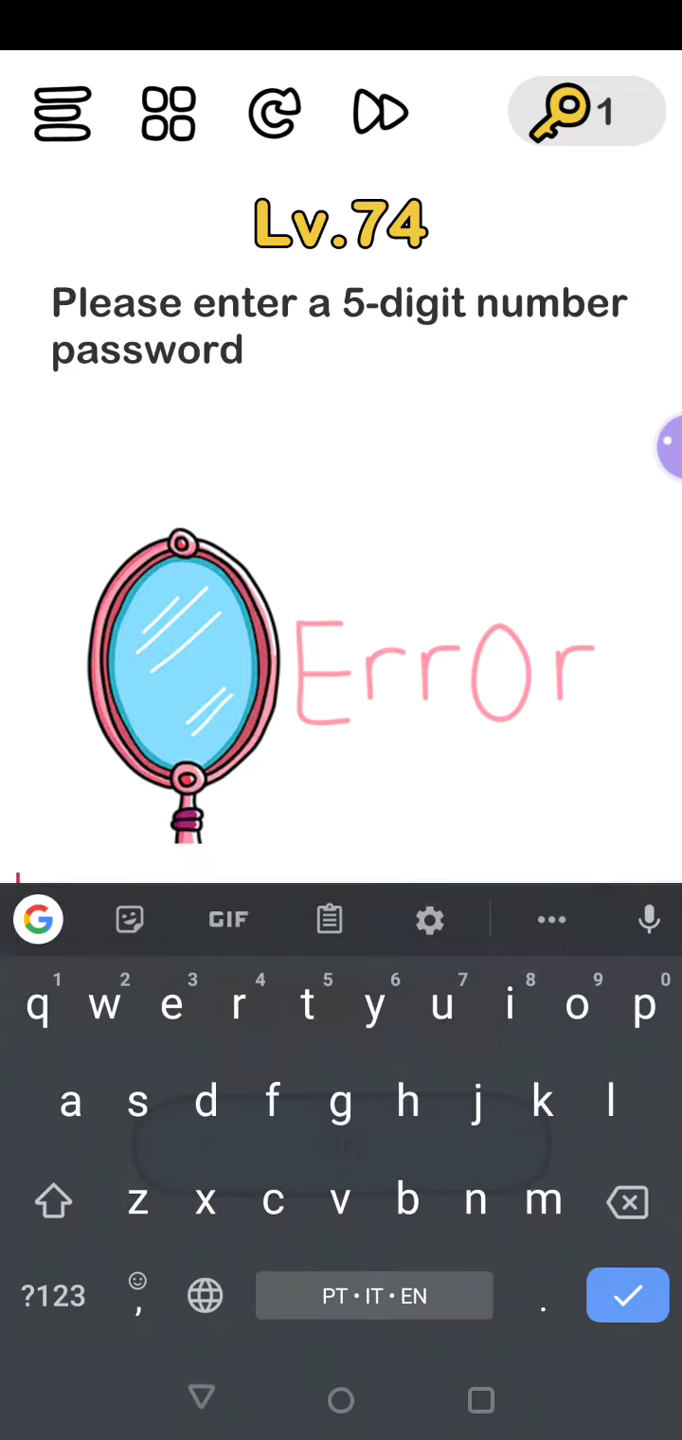 1
Lv.74
Please enter a 5-digit number
password
ErrOr
GIF
1 2 3 4 5 6 7 8 9 0
q w e r t y u i o p
a s d f g h j k l
z x c v b n m
?123 , PT • IT • EN .